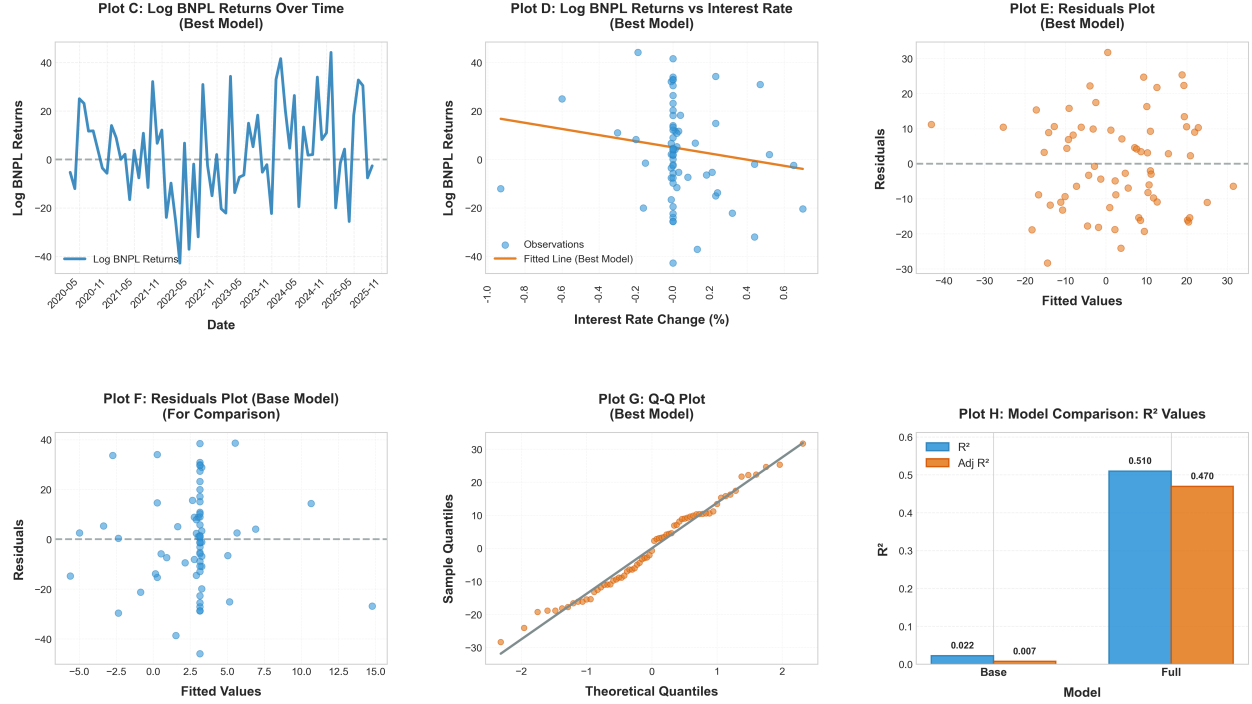 Plot C: Log BNPL Returns Over Time
(Best Model)
Log BNPL Returns
40
20
0
−20
−40
Log BNPL Returns
2020-05
2020-11
2021-05
2021-11
2022-05
2022-11
2023-05
2023-11
2024-05
2024-11
2025-05
2025-11
Date
Plot D: Log BNPL Returns vs Interest Rate
(Best Model)
Log BNPL Returns
40
20
0
−20
−40
Observations
Fitted Line (Best Model)
-1.0
-0.8
-0.6
-0.4
-0.2
-0.0
0.2
0.4
0.6
Interest Rate Change (%)
Plot E: Residuals Plot
(Best Model)
Residuals
30
20
10
0
−10
−20
−30
−40
−30
−20
−10
0
10
20
30
Fitted Values
Plot F: Residuals Plot (Base Model)
(For Comparison)
Residuals
40
20
0
−20
−40
−5.0
−2.5
0.0
2.5
5.0
7.5
10.0
12.5
15.0
Fitted Values
Plot G: Q-Q Plot
(Best Model)
Sample Quantiles
30
20
10
0
−10
−20
−30
−2
−1
0
1
2
Theoretical Quantiles
Plot H: Model Comparison: R² Values
R²
0.6
0.5
0.4
0.3
0.2
0.1
0.0
R²
Adj R²
0.022
0.007
0.510
0.470
Base
Full
Model